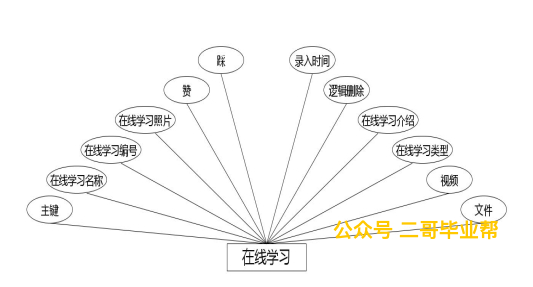 踩
录入时间
赞
逻辑删除
在线学习照片
在线学习介绍
在线学习编号
在线学习类型
在线学习名称
视频
主键
文件
公众号 二哥毕业帮
在线学习